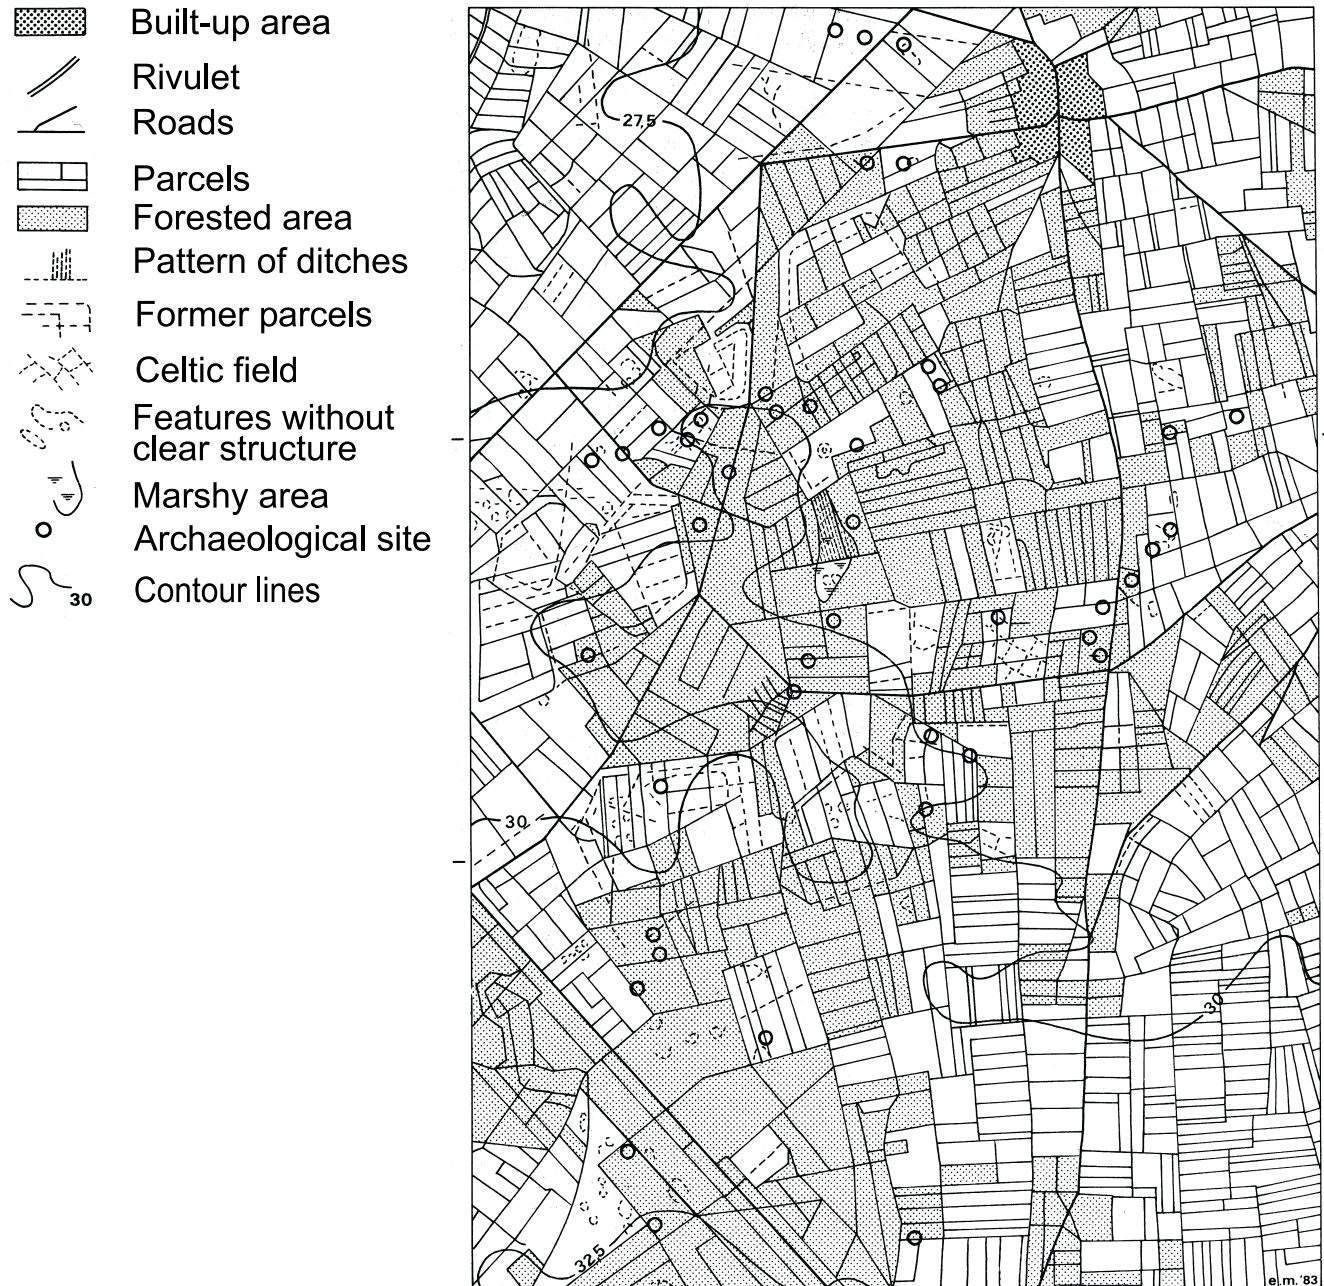 Built-up area
Rivulet
Roads
Parcels
Forested area
Pattern of ditches
Former parcels
Celtic field
Features without
clear structure
Marshy area
Archaeological site
30
Contour lines
27,5
30
30
32,5
e.m. '83